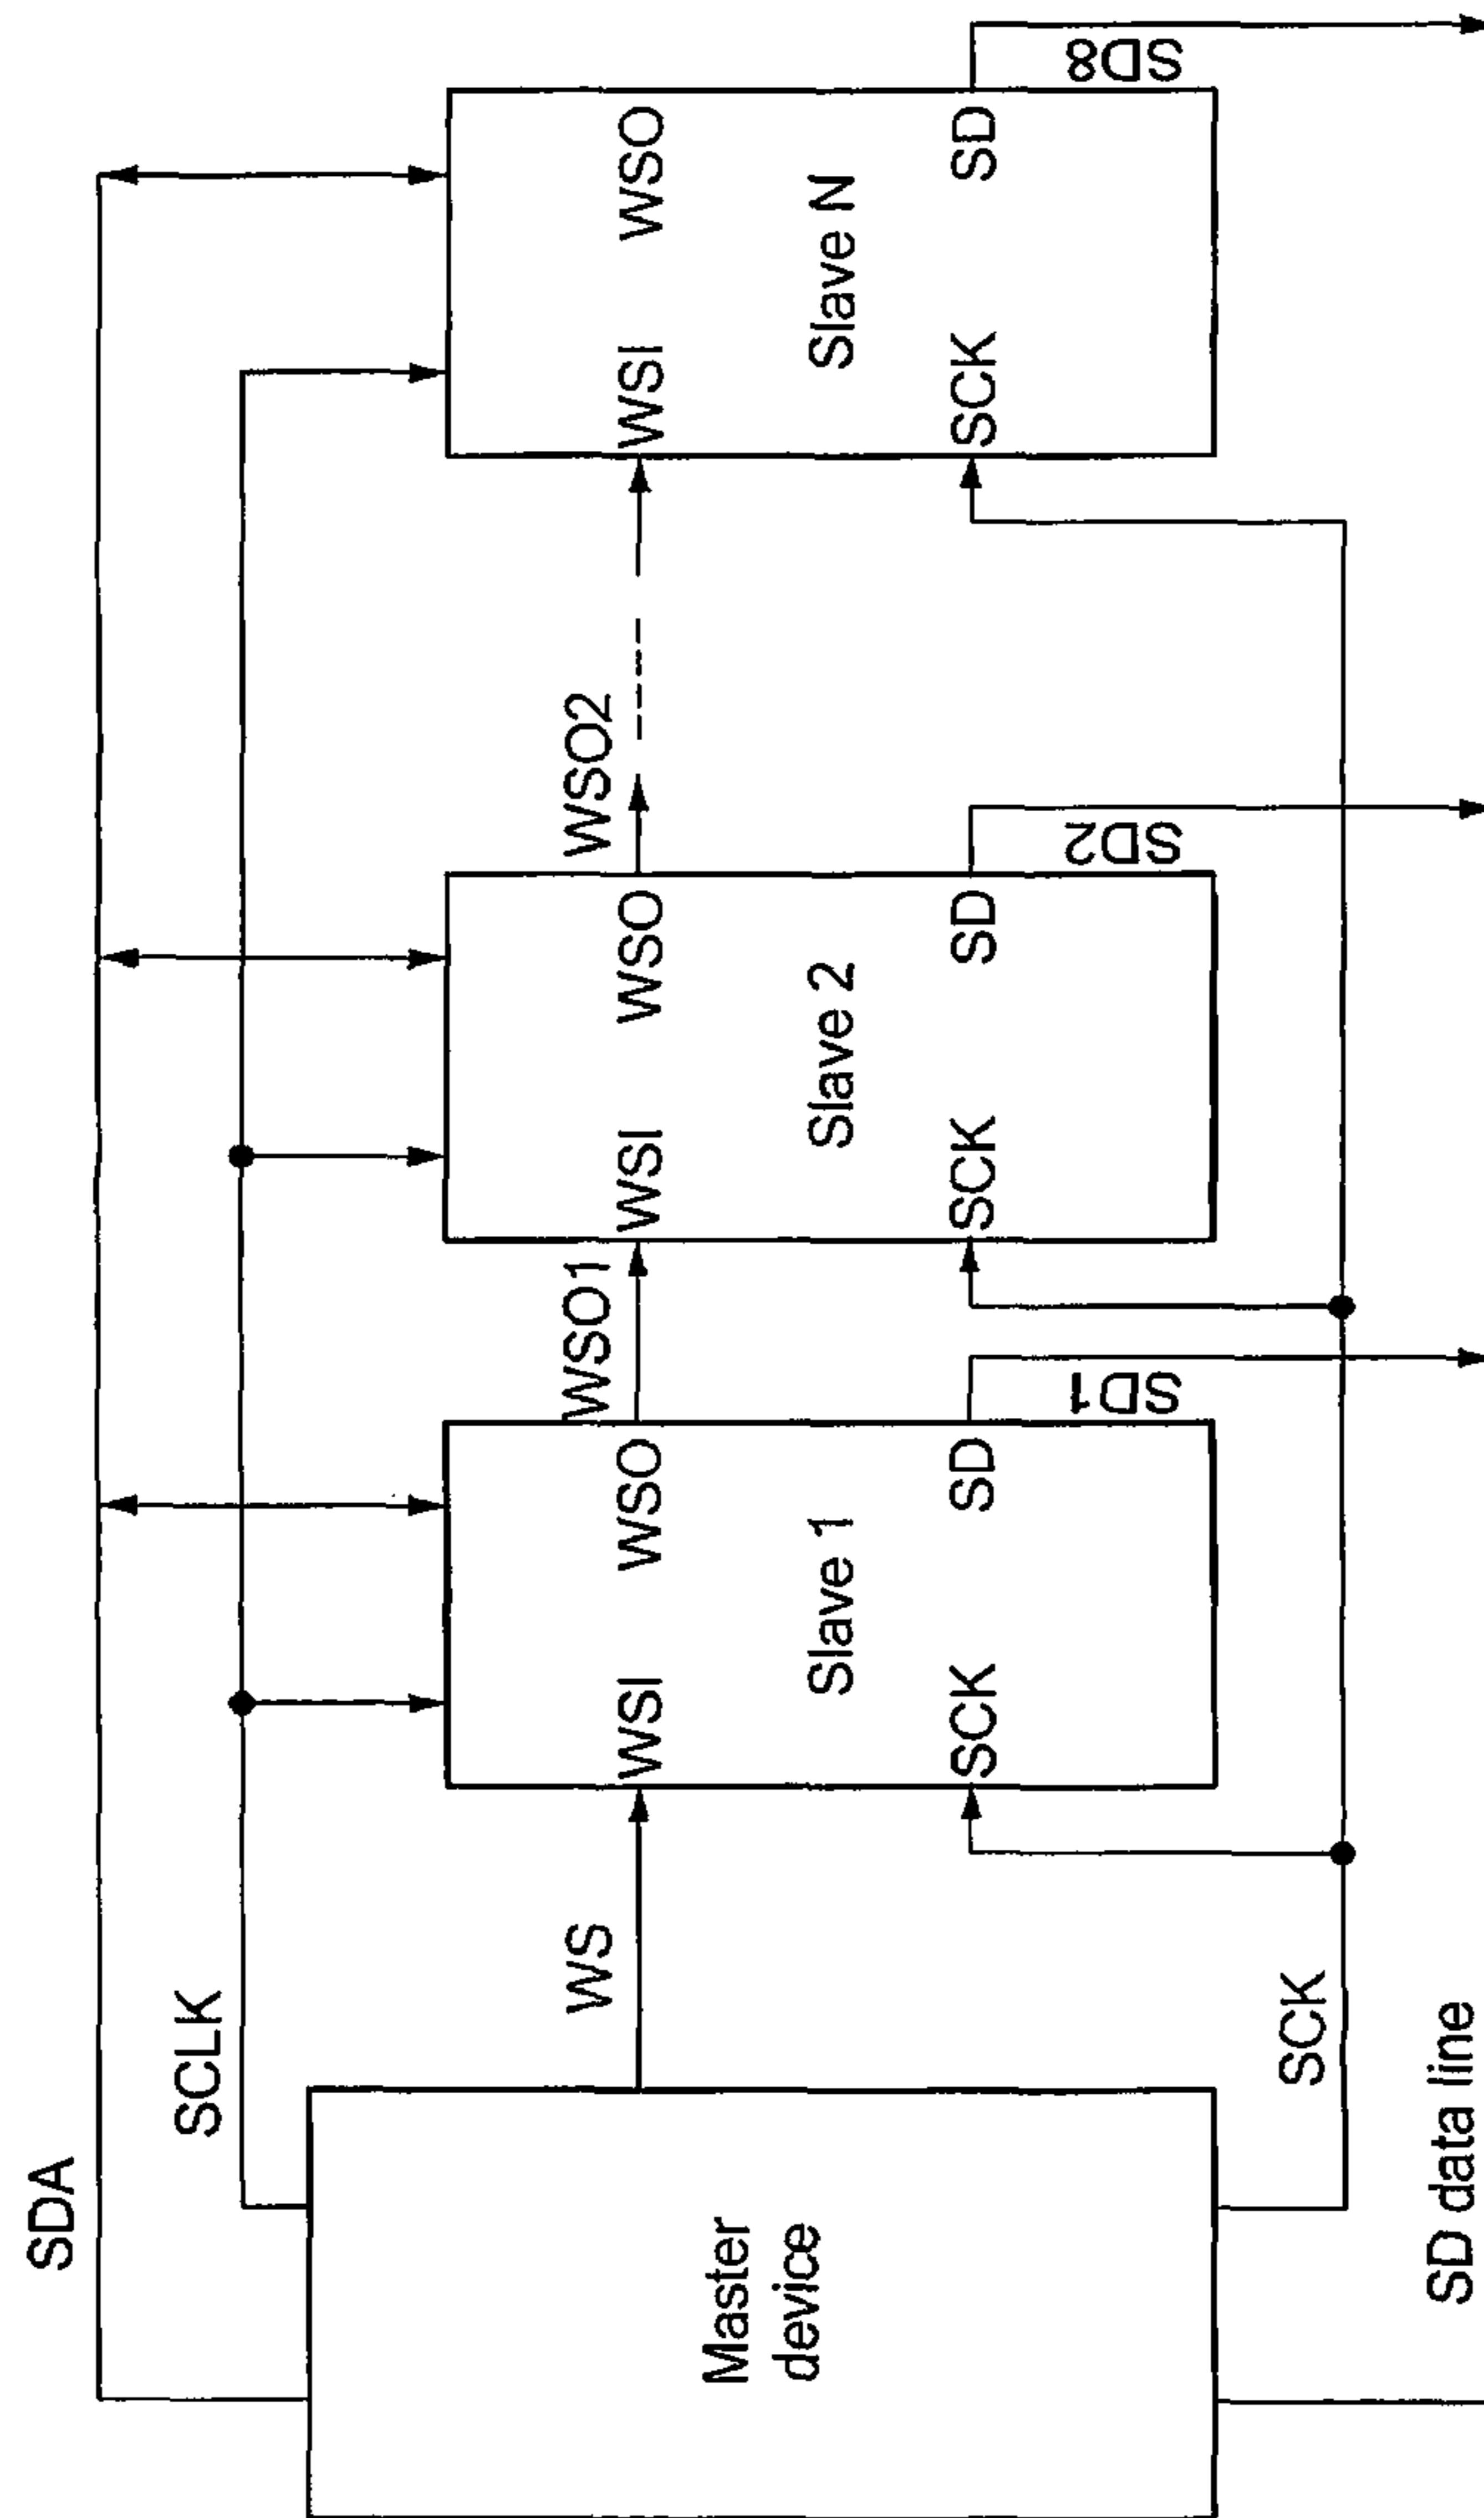 SDA
SCLK
Master
device
WS
WSI
WSO
Slave 1
SCK
SD
WSO1
SD1
WSI
WSO
Slave 2
SCK
SD
WSO2
SD2
WSI
WSO
Slave N
SCK
SD
SD8
SCK
SD data line